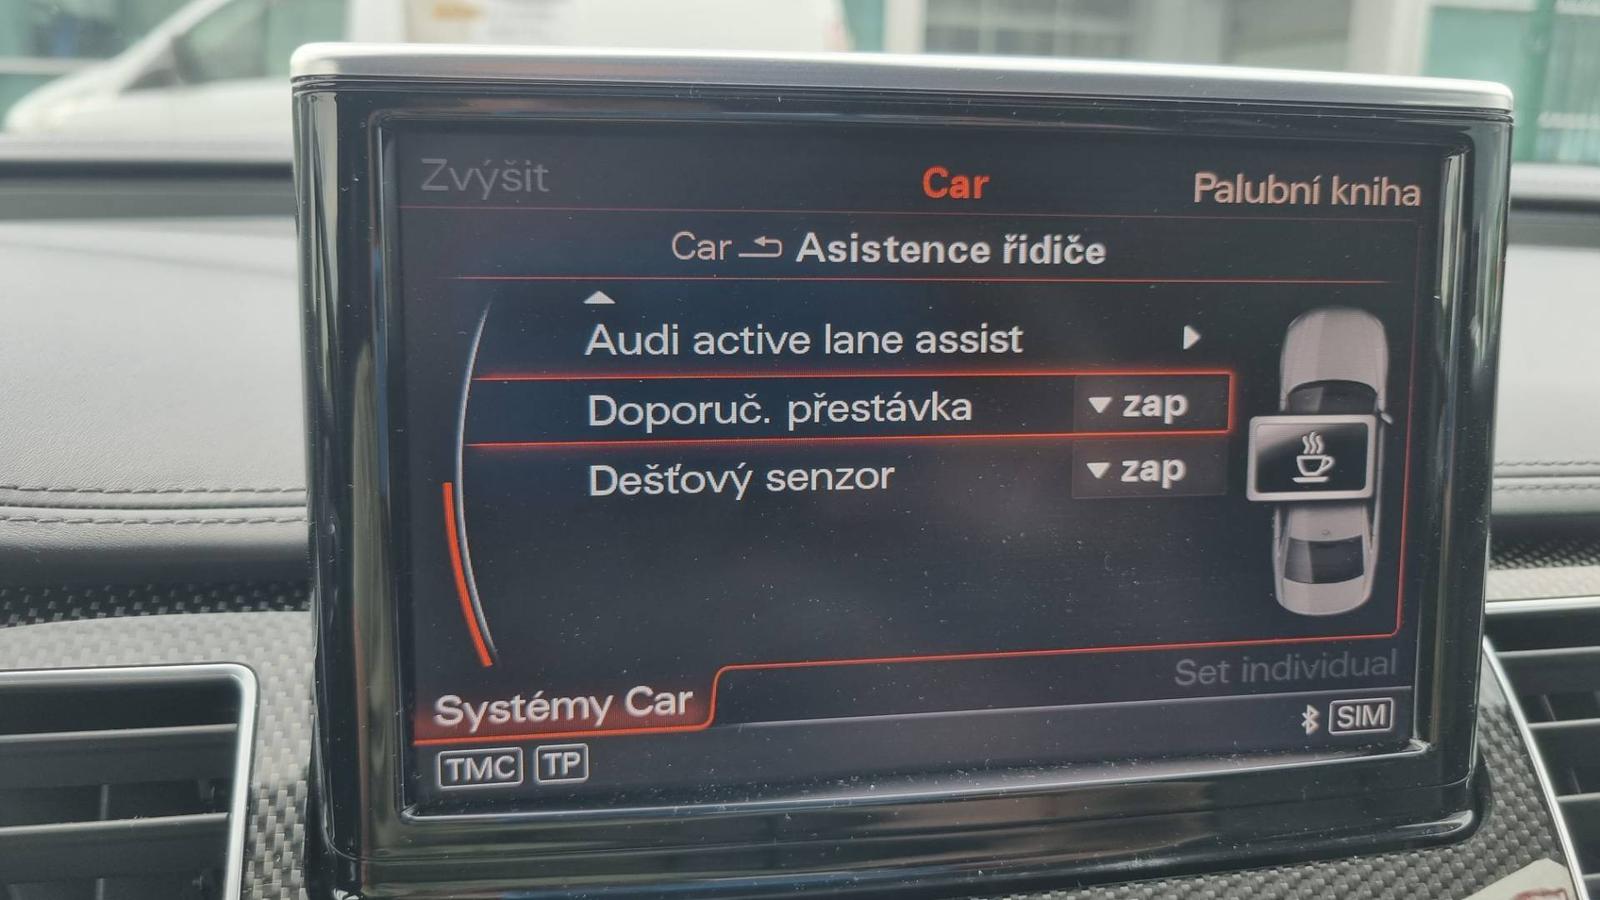 Zvýšit Car Palubní kniha
Car Asistence řidiče
Audi active lane assist
Doporuč. přestávka zap
Dešťový senzor zap
Set individual
Systémy Car
SIM
TMC TP